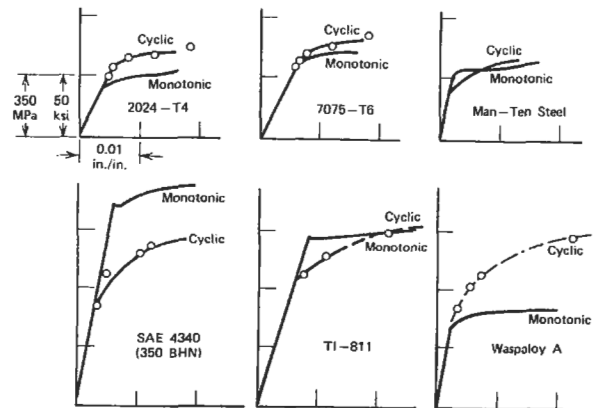 Cyclic
Monotonic
2024–T4
350
MPa
50
ksi
0.01
in./in.
Cyclic
Monotonic
7075–T6
Cyclic
Monotonic
Man–Ten Steel
Monotonic
Cyclic
SAE 4340
(350 BHN)
Cyclic
Monotonic
TI–811
Cyclic
Monotonic
Waspaloy A